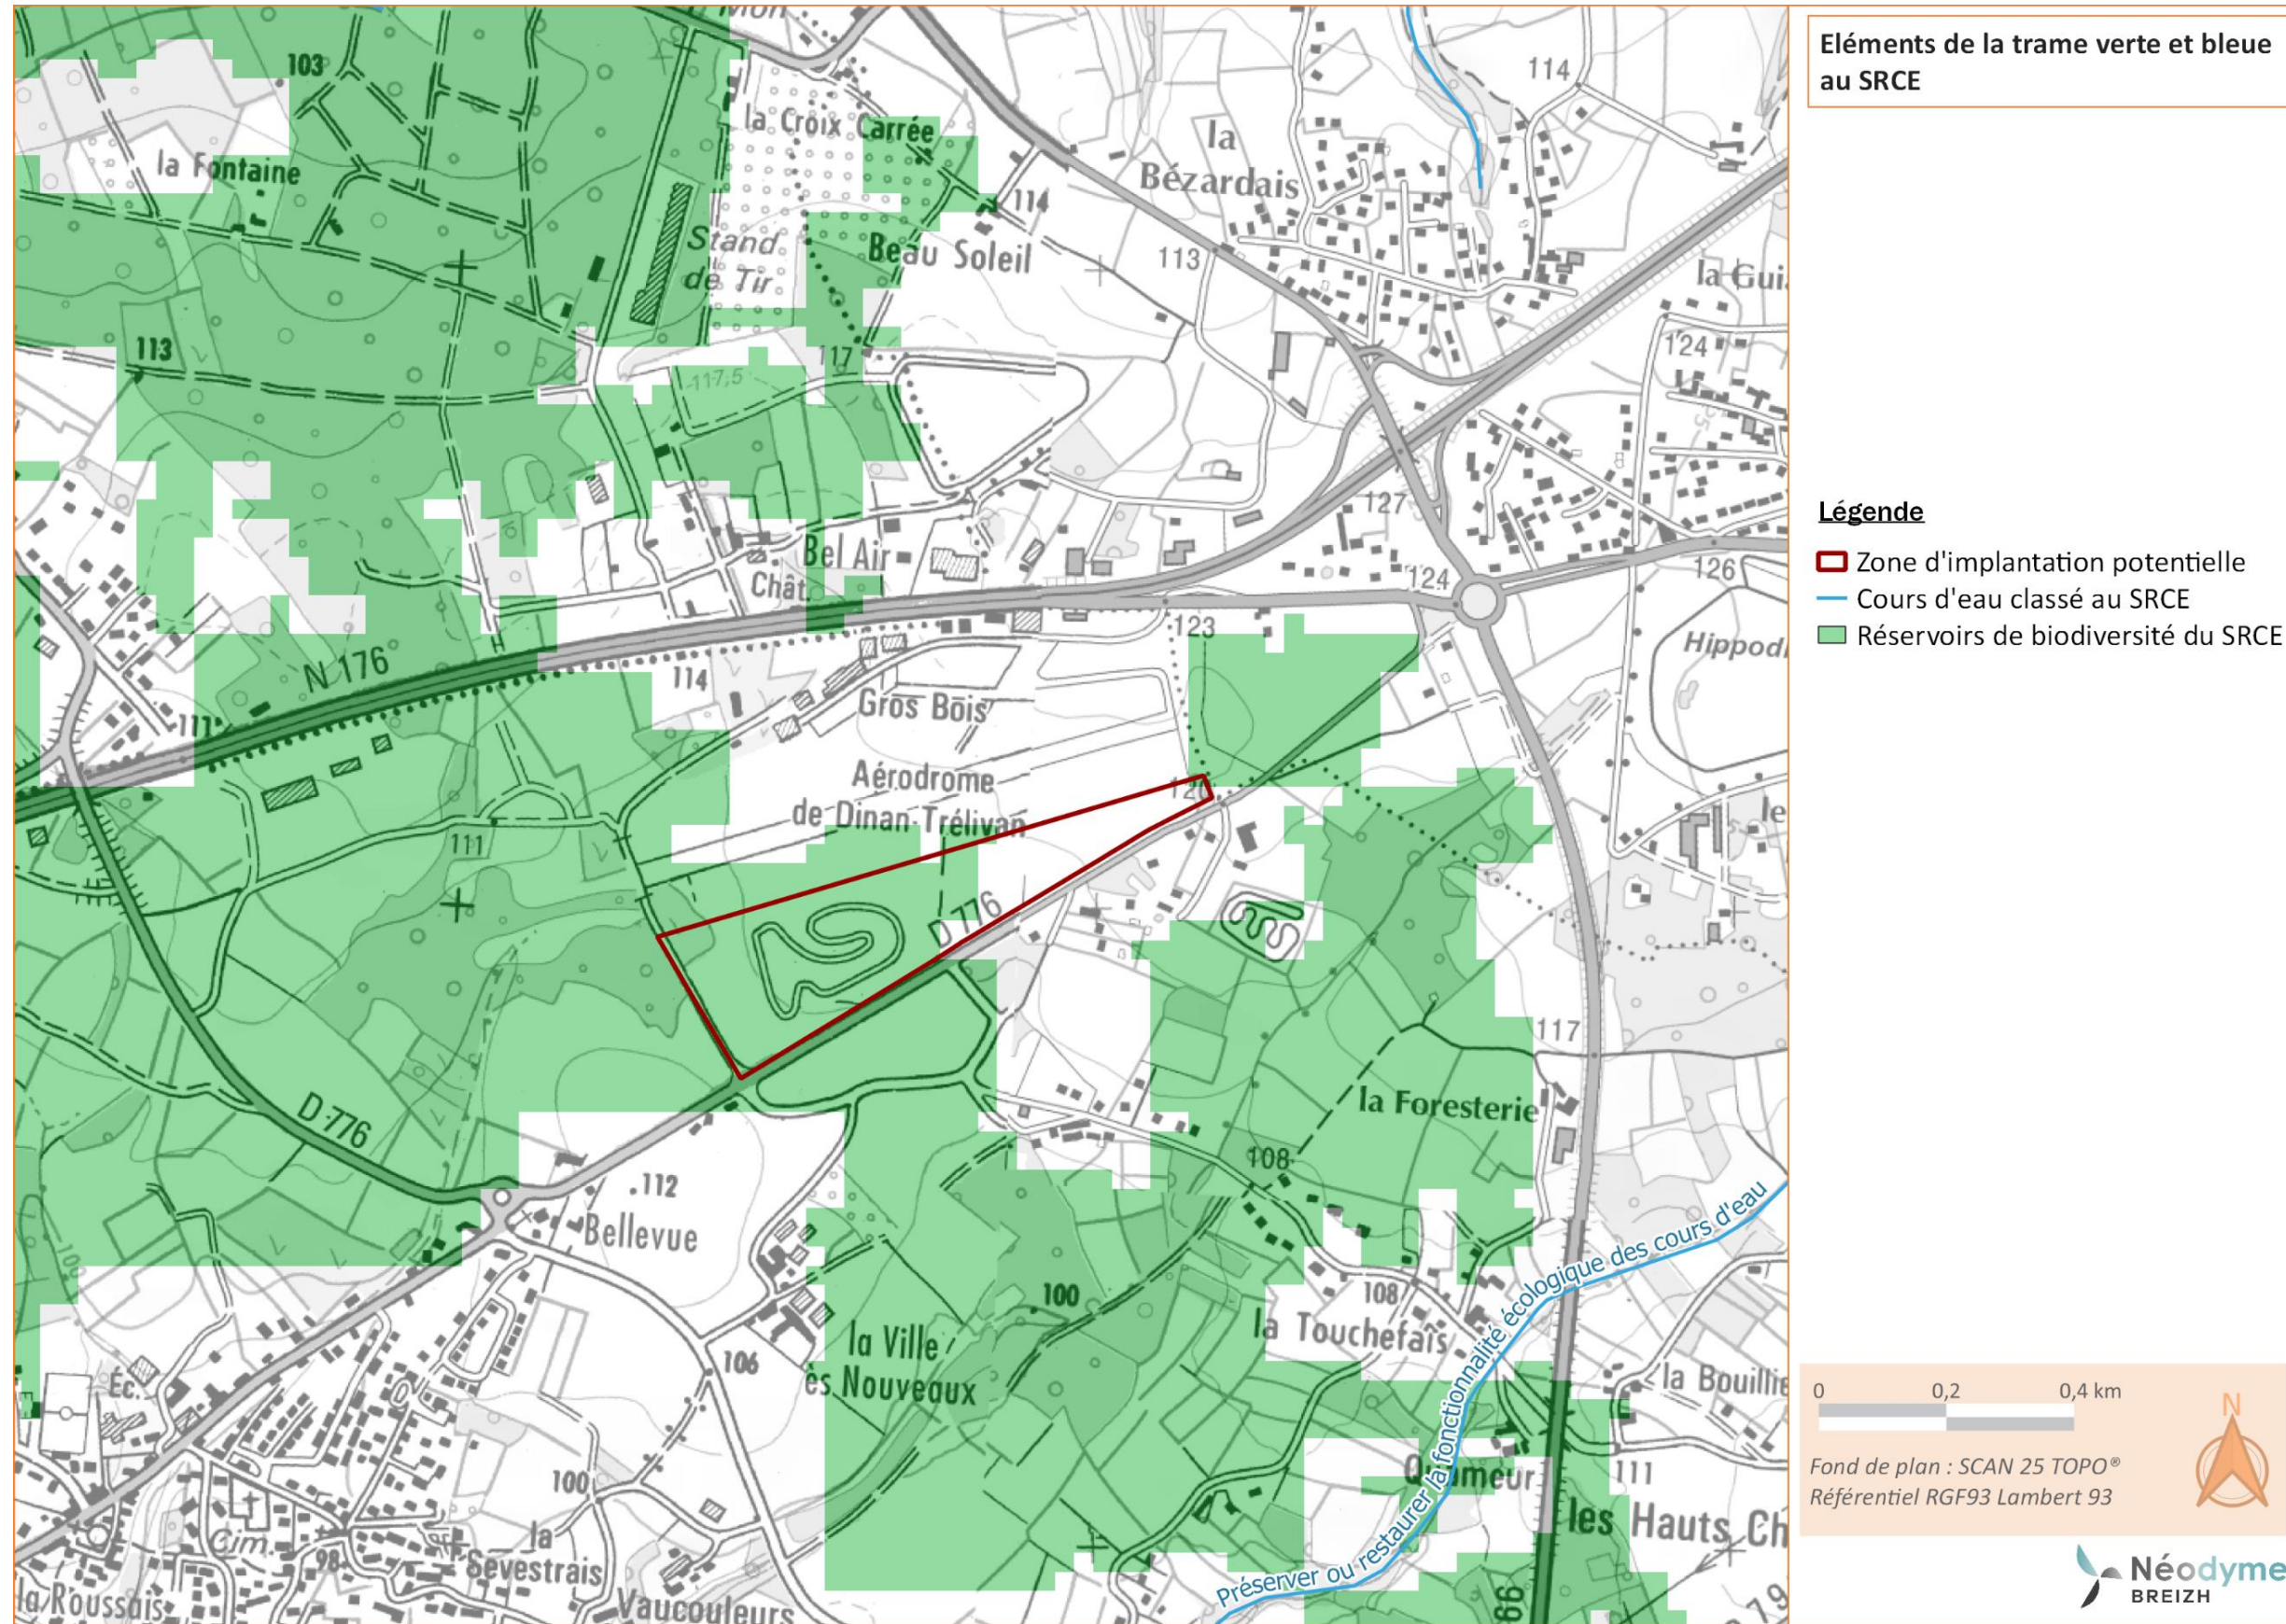 Eléments de la trame verte et bleue
au SRCE
103
la Fontaine
la Croix Carrée
114
la
Bézardais
114
Stand
de Tir
Beau Soleil
113
la Gui
113
117
117,5
124
127
Bel Air
Chât.
124
126
123
Hippod
N 176
114
111
Gros Bois
Aérodrome
de Dinan-Trélivan
111
D 776
le
117
D 776
la Foresterie
108
.112
Bellevue
100
108
la Touchefais
la Ville
ès Nouveaux
106
Éc.
la Bouillie
100
111
les Hauts Ch
Cim.
98
la
Sevestrais
la Roussais
Vaucouleurs
79
Préserver ou restaurer la fonctionnalité écologique des cours d'eau
Légende
Zone d'implantation potentielle
Cours d'eau classé au SRCE
Réservoirs de biodiversité du SRCE
0 0,2 0,4 km
N
Fond de plan : SCAN 25 TOPO®
Référentiel RGF93 Lambert 93
Néodyme
BREIZH